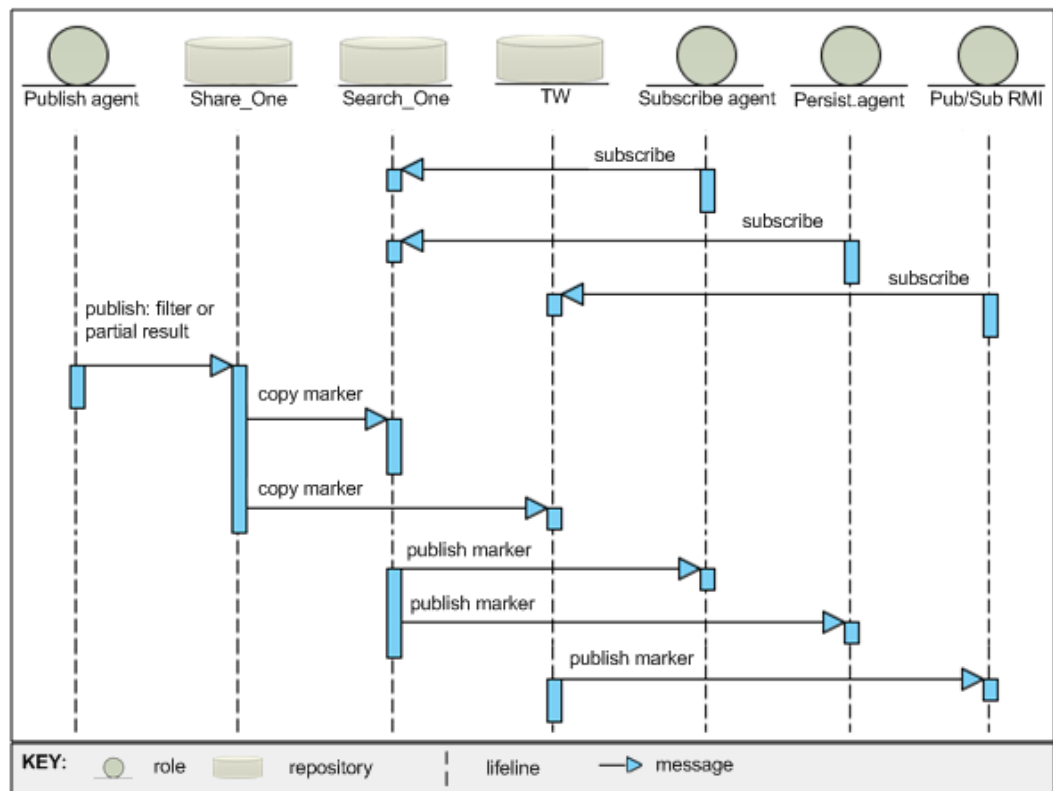 Publish agent
Share_One
Search_One
TW
Subscribe agent
Persist.agent
Pub/Sub RMI
subscribe
subscribe
subscribe
publish: filter or
partial result
copy marker
copy marker
publish marker
publish marker
publish marker
KEY:
role
repository
lifeline
message